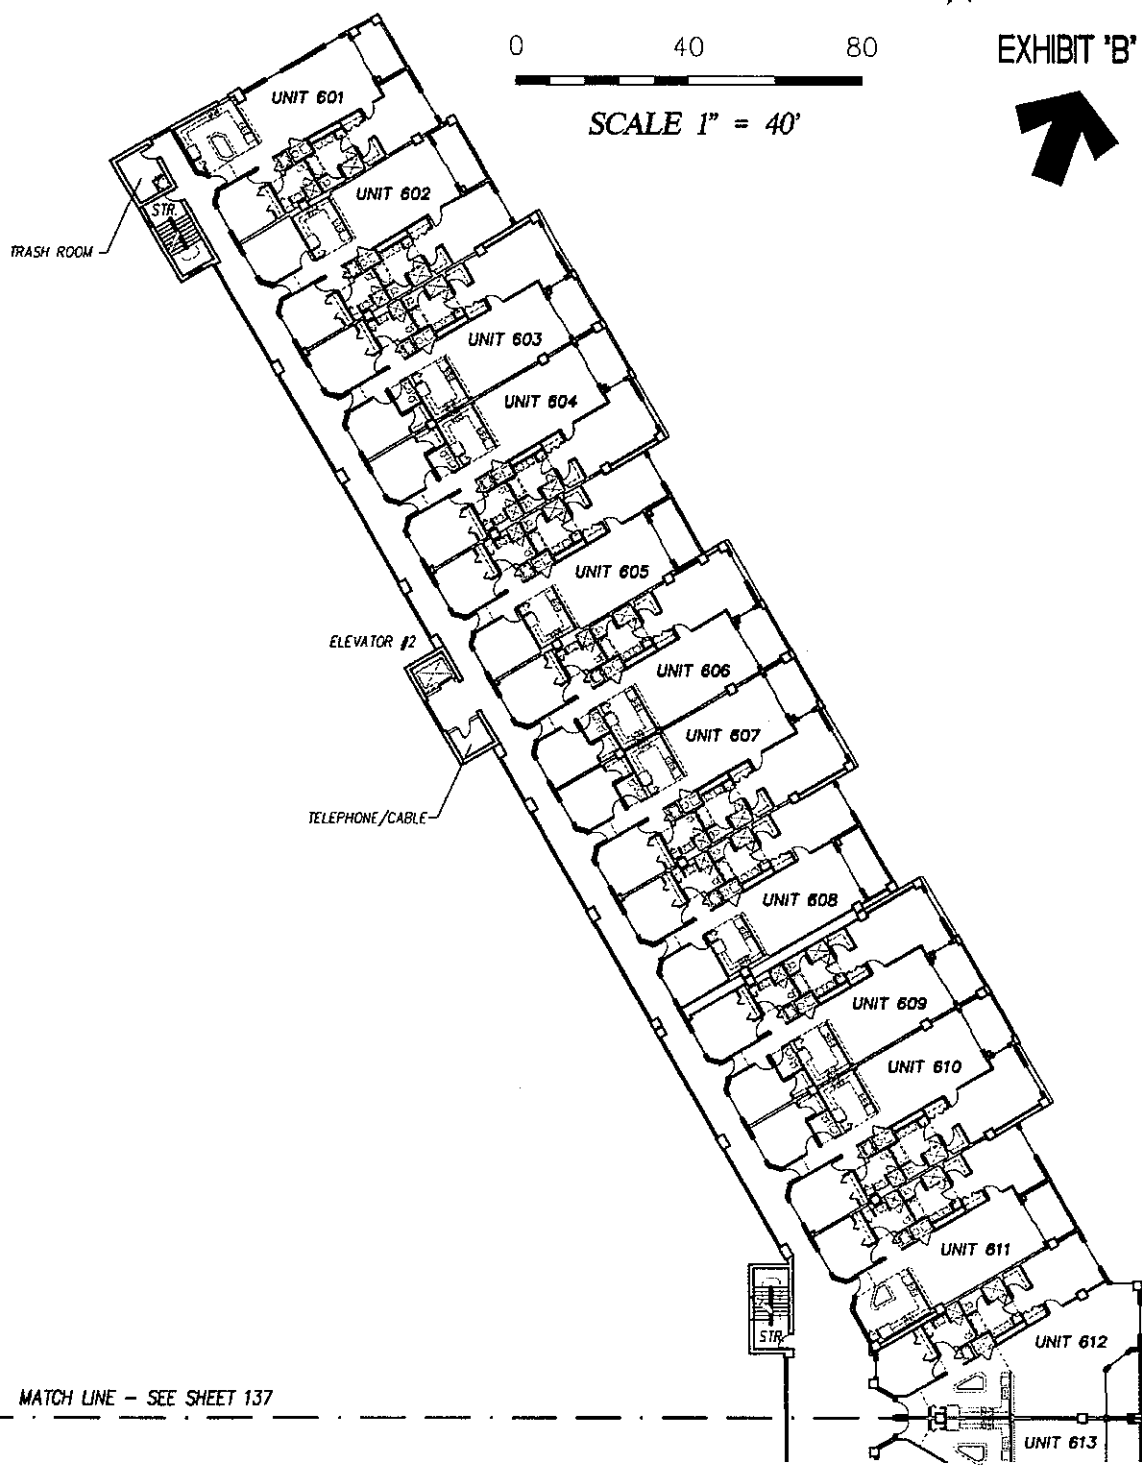 0 40 80
EXHIBIT "B"
SCALE 1" = 40'
UNIT 601
UNIT 602
STR.
TRASH ROOM
UNIT 603
UNIT 604
UNIT 605
ELEVATOR #2
UNIT 606
UNIT 607
TELEPHONE/CABLE
UNIT 608
UNIT 609
UNIT 610
UNIT 611
STR.
UNIT 612
MATCH LINE - SEE SHEET 137
UNIT 613